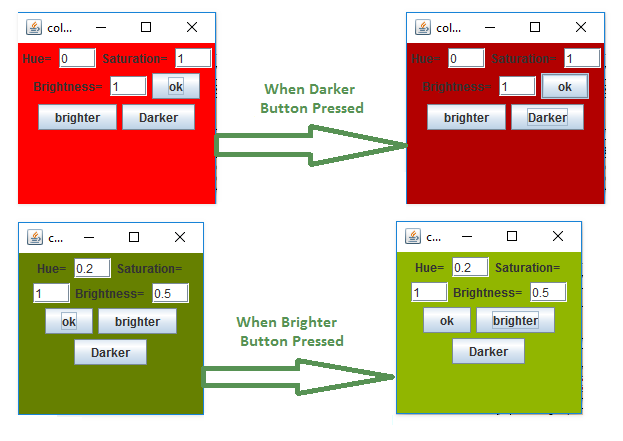 col...
Hue= 0 Saturation= 1
Brightness= 1 ok
brighter Darker
When Darker
Button Pressed
col...
Hue= 0 Saturation= 1
Brightness= 1 ok
brighter Darker
c...
Hue= 0.2 Saturation=
1 Brightness= 0.5
ok brighter
Darker
When Brighter
Button Pressed
c...
Hue= 0.2 Saturation=
1 Brightness= 0.5
ok brighter
Darker